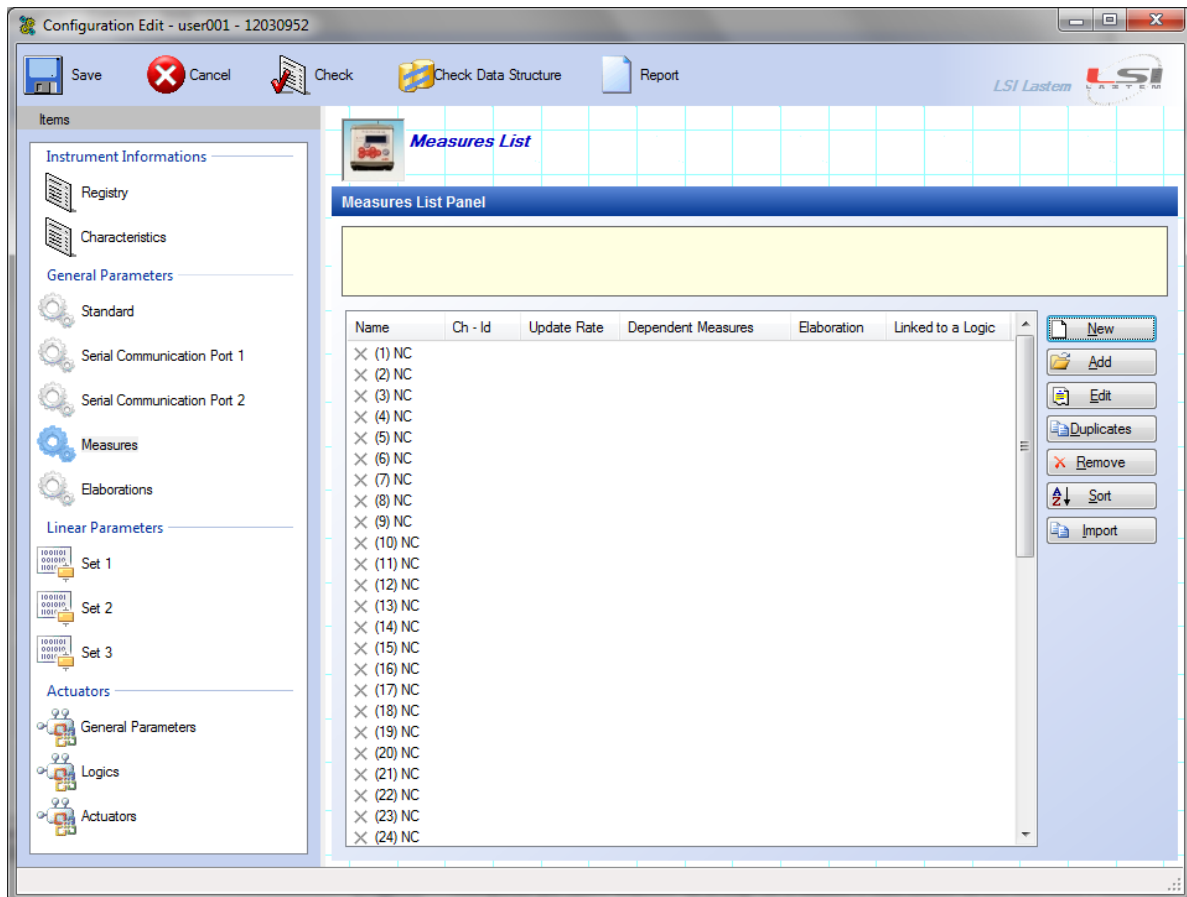 Configuration Edit - user001 - 12030952
Save Cancel Check Check Data Structure Report
LSI Lastem LSI LASTEM
Items
Instrument Informations
Registry
Characteristics
General Parameters
Standard
Serial Communication Port 1
Serial Communication Port 2
Measures
Elaborations
Linear Parameters
Set 1
Set 2
Set 3
Actuators
General Parameters
Logics
Actuators
Measures List
Measures List Panel
Name Ch - Id Update Rate Dependent Measures Elaboration Linked to a Logic
(1) NC
(2) NC
(3) NC
(4) NC
(5) NC
(6) NC
(7) NC
(8) NC
(9) NC
(10) NC
(11) NC
(12) NC
(13) NC
(14) NC
(15) NC
(16) NC
(17) NC
(18) NC
(19) NC
(20) NC
(21) NC
(22) NC
(23) NC
(24) NC
New
Add
Edit
Duplicates
Remove
Sort
Import